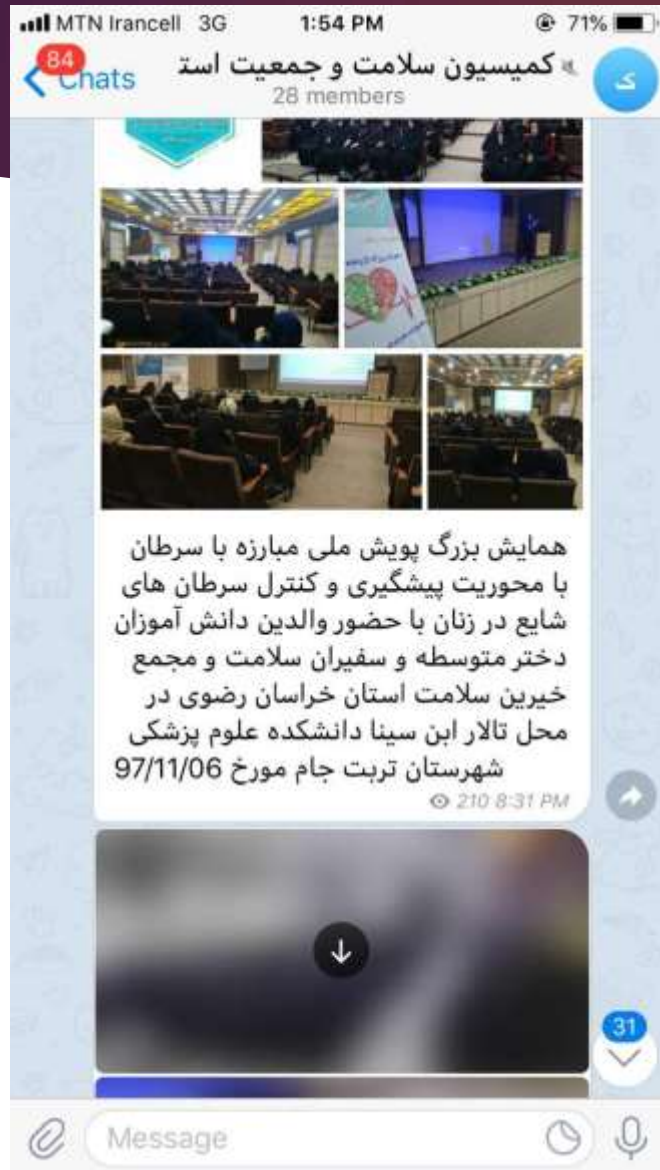 MTN Irancell 3G 1:54 PM 71%
84
Chats
کمیسیون سلامت و جمعیت است
28 members
ک
همایش بزرگ پویش ملی مبارزه با سرطان
با محوریت پیشگیری و کنترل سرطان های
شایع در زنان با حضور والدین دانش آموزان
دختر متوسطه و سفیران سلامت و مجمع
خیرین سلامت استان خراسان رضوی در
محل تالار ابن سینا دانشکده علوم پزشکی
شهرستان تربت جام مورخ 97/11/06
210 8:31 PM
31
Message